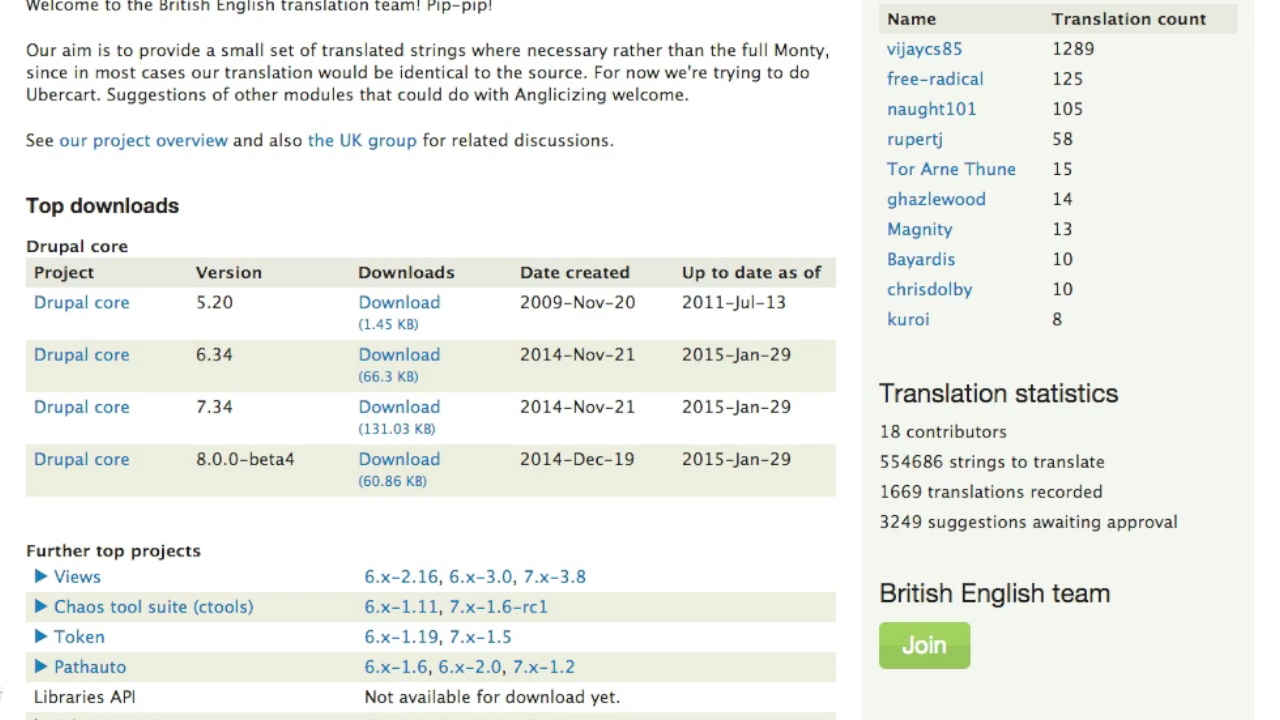 Welcome to the British English translation team! Pip-pip!
Our aim is to provide a small set of translated strings where necessary rather than the full Monty,
since in most cases our translation would be identical to the source. For now we're trying to do
Ubercart. Suggestions of other modules that could do with Anglicizing welcome.
See our project overview and also the UK group for related discussions.
Top downloads
Drupal core
Project Version Downloads Date created Up to date as of
Drupal core 5.20 Download 2009-Nov-20 2011-Jul-13
(1.45 KB)
Drupal core 6.34 Download 2014-Nov-21 2015-Jan-29
(66.3 KB)
Drupal core 7.34 Download 2014-Nov-21 2015-Jan-29
(131.03 KB)
Drupal core 8.0.0-beta4 Download 2014-Dec-19 2015-Jan-29
(60.86 KB)
Further top projects
Views 6.x-2.16, 6.x-3.0, 7.x-3.8
Chaos tool suite (ctools) 6.x-1.11, 7.x-1.6-rc1
Token 6.x-1.19, 7.x-1.5
Pathauto 6.x-1.6, 6.x-2.0, 7.x-1.2
Libraries API Not available for download yet.
Name Translation count
vijaycs85 1289
free-radical 125
naught101 105
rupertj 58
Tor Arne Thune 15
ghazlewood 14
Magnity 13
Bayardis 10
chrisdolby 10
kuroi 8
Translation statistics
18 contributors
554686 strings to translate
1669 translations recorded
3249 suggestions awaiting approval
British English team
Join